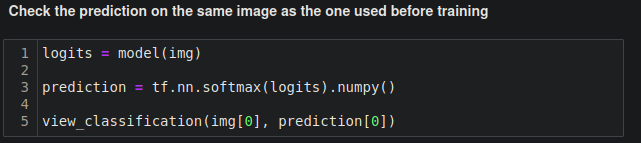 Check the prediction on the same image as the one used before training
1 logits = model(img)
2
3 prediction = tf.nn.softmax(logits).numpy()
4
5 view_classification(img[0], prediction[0])